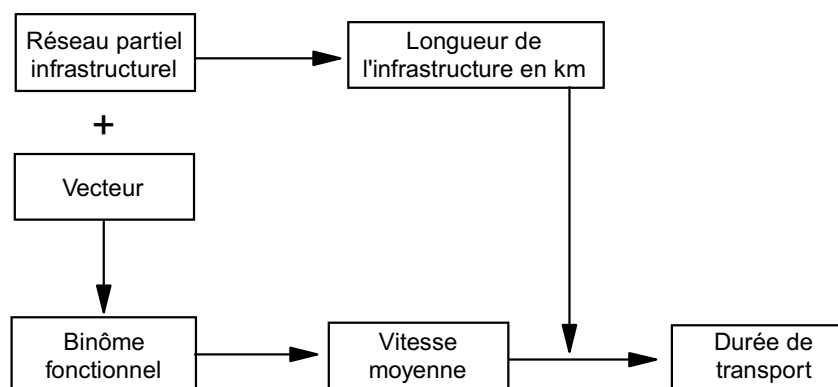 Réseau partiel
infrastructurel
Longueur de
l'infrastructure en km
+
Vecteur
Binôme
fonctionnel
Vitesse
moyenne
Durée de
transport